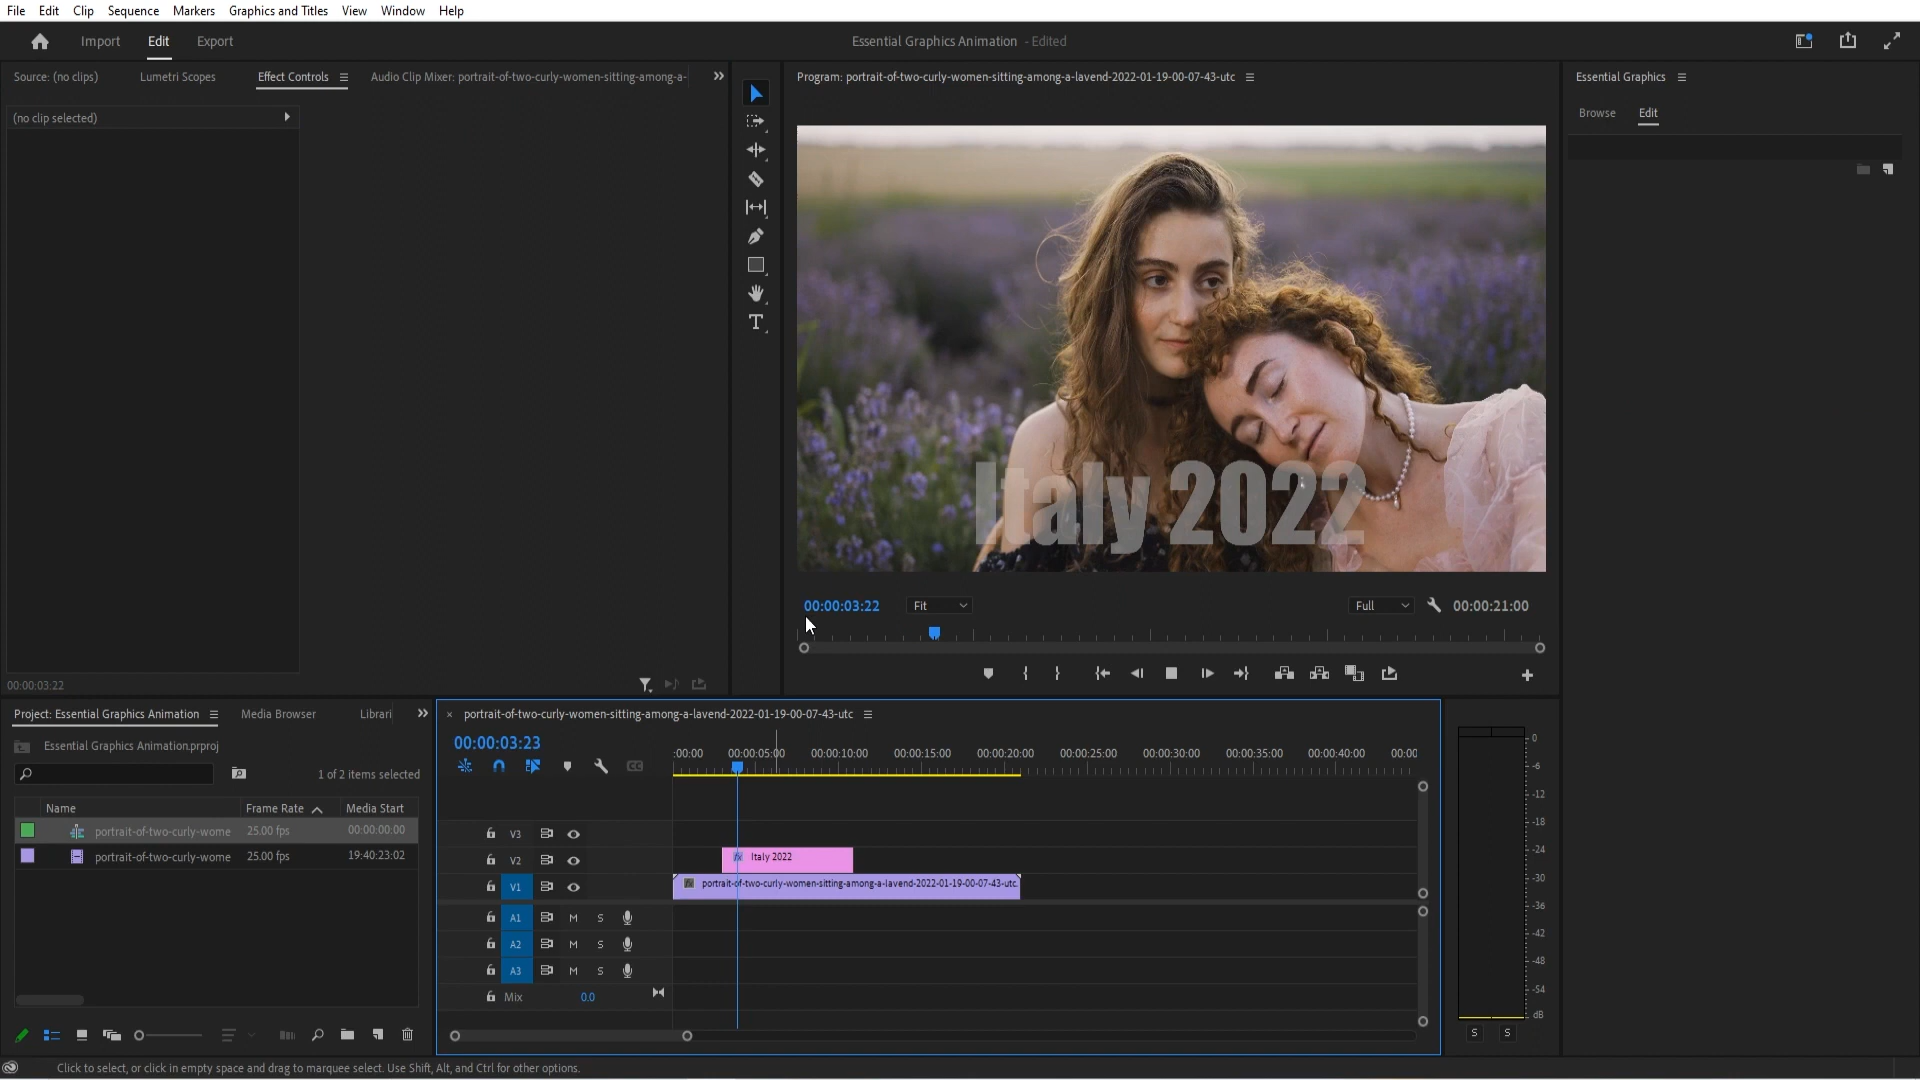 File Edit Clip Sequence Markers Graphics and Titles View Window Help
Import Edit Export
Essential Graphics Animation - Edited
Source: (no clips) Lumetri Scopes Effect Controls Audio Clip Mixer: portrait-of-two-curly-women-sitting-among-a-
Program: portrait-of-two-curly-women-sitting-among-a-lavend-2022-01-19-00-07-43-utc
Essential Graphics
Browse Edit
(no clip selected)
Italy 2022
00:00:03:22 Fit Full 00:00:21:00
00:00:03:22
Project: Essential Graphics Animation Media Browser Librari
Essential Graphics Animation.prproj
1 of 2 items selected
Name Frame Rate Media Start
portrait-of-two-curly-wome 25.00 fps 00:00:00:00
portrait-of-two-curly-wome 25.00 fps 19:40:23:02
× portrait-of-two-curly-women-sitting-among-a-lavend-2022-01-19-00-07-43-utc
00:00:03:23
:00:00 00:00:05:00 00:00:10:00 00:00:15:00 00:00:20:00 00:00:25:00 00:00:30:00 00:00:35:00 00:00:40:00 00:00
CC
V3
V2 fx Italy 2022
V1 fx portrait-of-two-curly-women-sitting-among-a-lavend-2022-01-19-00-07-43-utc.
A1 M S
A2 M S
A3 M S
Mix 0.0
0
-6
-12
-18
-24
-30
-36
-42
-48
-54
dB
S S
Click to select, or click in empty space and drag to marquee select. Use Shift, Alt, and Ctrl for other options.